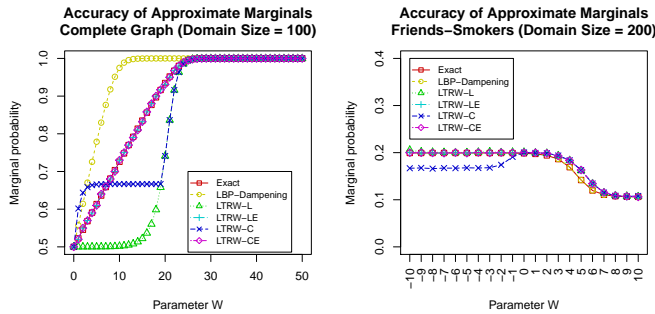 Accuracy of Approximate Marginals
Complete Graph (Domain Size = 100)
Marginal probability
1.0
0.9
0.8
0.7
0.6
0.5
Exact
LBP−Dampening
LTRW−L
LTRW−LE
LTRW−C
LTRW−CE
0
10
20
30
40
50
Parameter W
Accuracy of Approximate Marginals
Friends−Smokers (Domain Size = 200)
Marginal probability
0.4
0.3
0.2
0.1
0.0
Exact
LBP−Dampening
LTRW−L
LTRW−LE
LTRW−C
LTRW−CE
−10
−9
−8
−7
−6
−5
−4
−3
−2
−1
0
1
2
3
4
5
6
7
8
9
10
Parameter W